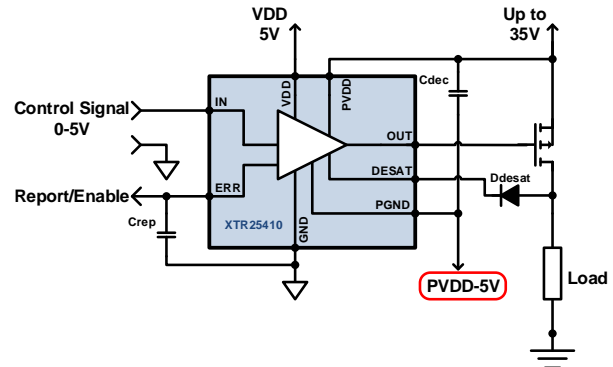 VDD
5V
Up to
35V
Control Signal
0-5V
IN
VDD
PVDD
Cdec
OUT
DESAT
Ddesat
Report/Enable
ERR
PGND
Crep
XTR25410
GND
PVDD-5V
Load